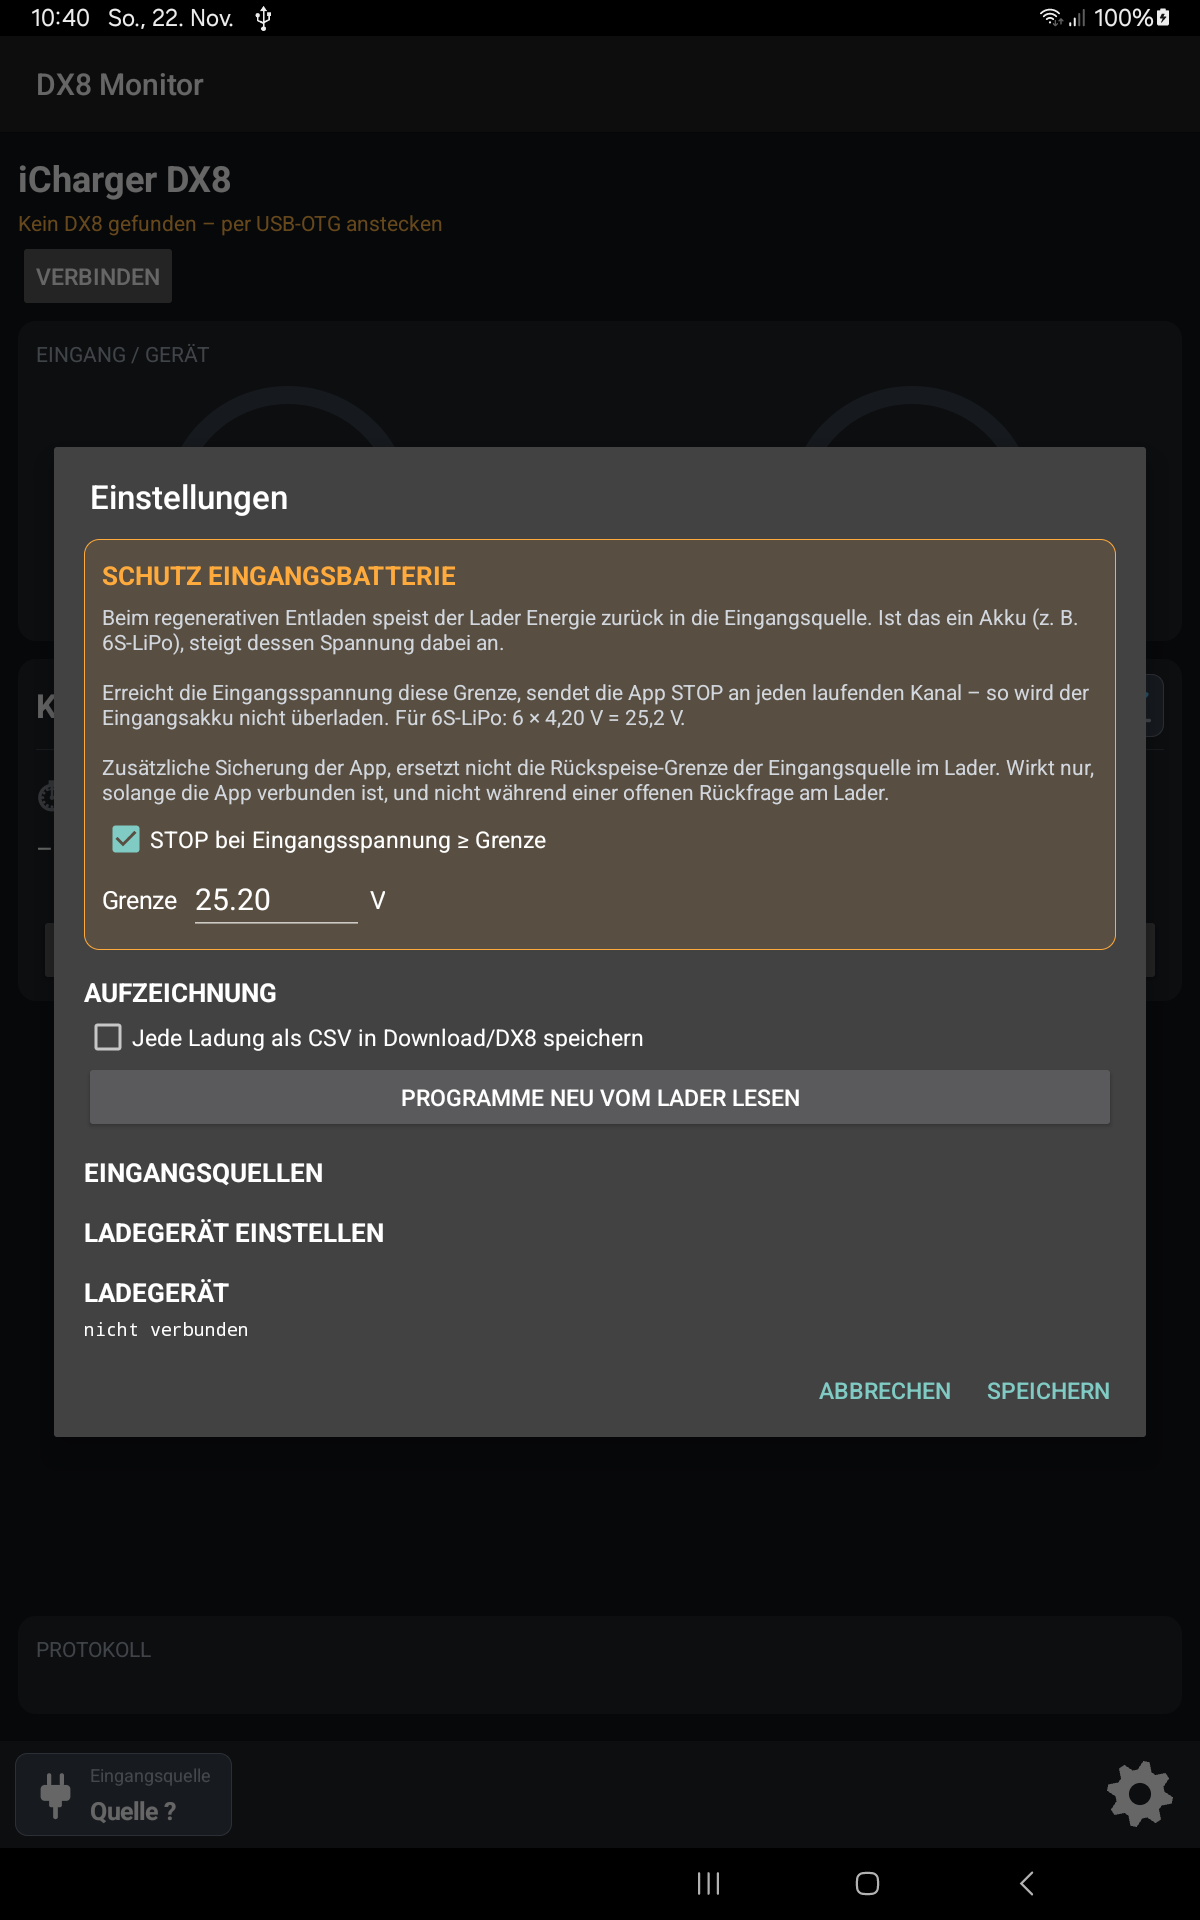 10:40 So., 22. Nov. 100%
DX8 Monitor
iCharger DX8
Kein DX8 gefunden – per USB-OTG anstecken
VERBINDEN
EINGANG / GERÄT
Einstellungen
SCHUTZ EINGANGSBATTERIE
Beim regenerativen Entladen speist der Lader Energie zurück in die Eingangsquelle. Ist das ein Akku (z. B.
6S-LiPo), steigt dessen Spannung dabei an.
Erreicht die Eingangsspannung diese Grenze, sendet die App STOP an jeden laufenden Kanal – so wird der
Eingangsakku nicht überladen. Für 6S-LiPo: 6 × 4,20 V = 25,2 V.
Zusätzliche Sicherung der App, ersetzt nicht die Rückspeise-Grenze der Eingangsquelle im Lader. Wirkt nur,
solange die App verbunden ist, und nicht während einer offenen Rückfrage am Lader.
STOP bei Eingangsspannung ≥ Grenze
Grenze 25.20 V
AUFZEICHNUNG
Jede Ladung als CSV in Download/DX8 speichern
PROGRAMME NEU VOM LADER LESEN
EINGANGSQUELLEN
LADEGERÄT EINSTELLEN
LADEGERÄT
nicht verbunden
ABBRECHEN SPEICHERN
PROTOKOLL
Eingangsquelle
Quelle ?